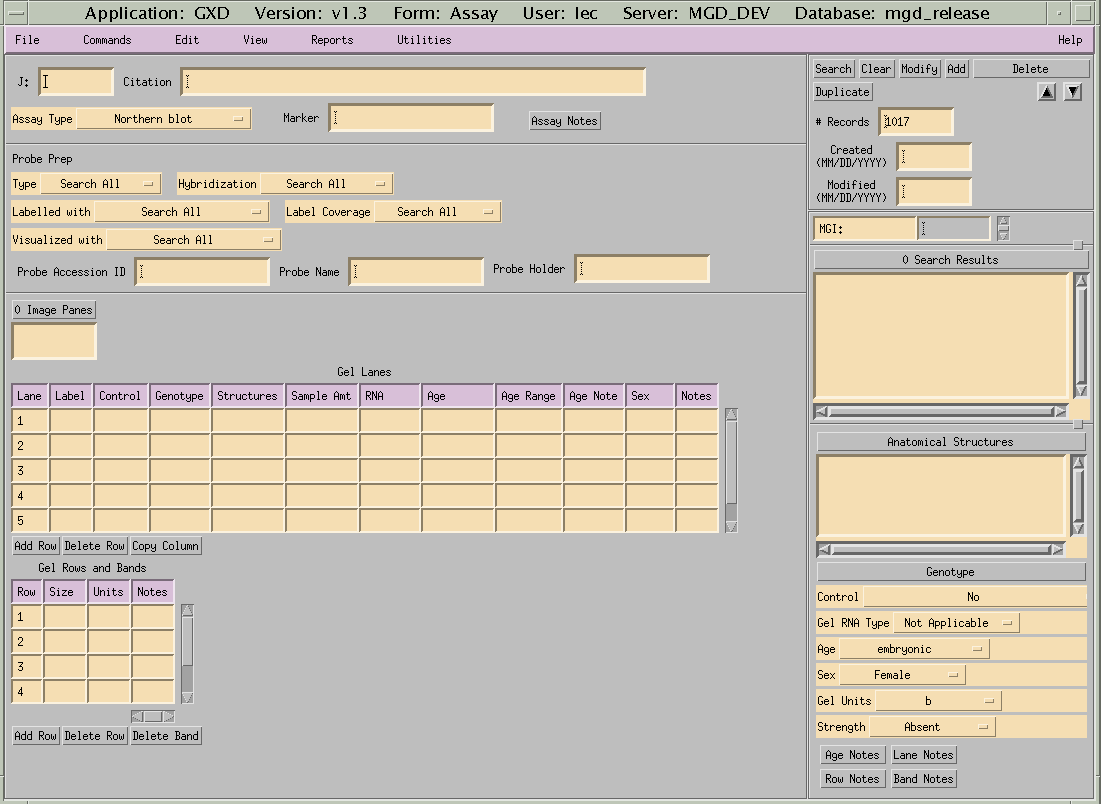 Application: GXD Version: v1.3 Form: Assay User: lec Server: MGD_DEV Database: mgd_release
File Commands Edit View Reports Utilities Help
J: Citation
Assay Type Northern blot Marker Assay Notes
Probe Prep
Type Search All Hybridization Search All
Labelled with Search All Label Coverage Search All
Visualized with Search All
Probe Accession ID Probe Name Probe Holder
0 Image Panes
Gel Lanes
Lane Label Control Genotype Structures Sample Amt RNA Age Age Range Age Note Sex Notes
1
2
3
4
5
Add Row Delete Row Copy Column
Gel Rows and Bands
Row Size Units Notes
1
2
3
4
Add Row Delete Row Delete Band
Search Clear Modify Add Delete
Duplicate
# Records 1017
Created
(MM/DD/YYYY)
Modified
(MM/DD/YYYY)
MGI:
0 Search Results
Anatomical Structures
Genotype
Control No
Gel RNA Type Not Applicable
Age embryonic
Sex Female
Gel Units b
Strength Absent
Age Notes Lane Notes
Row Notes Band Notes